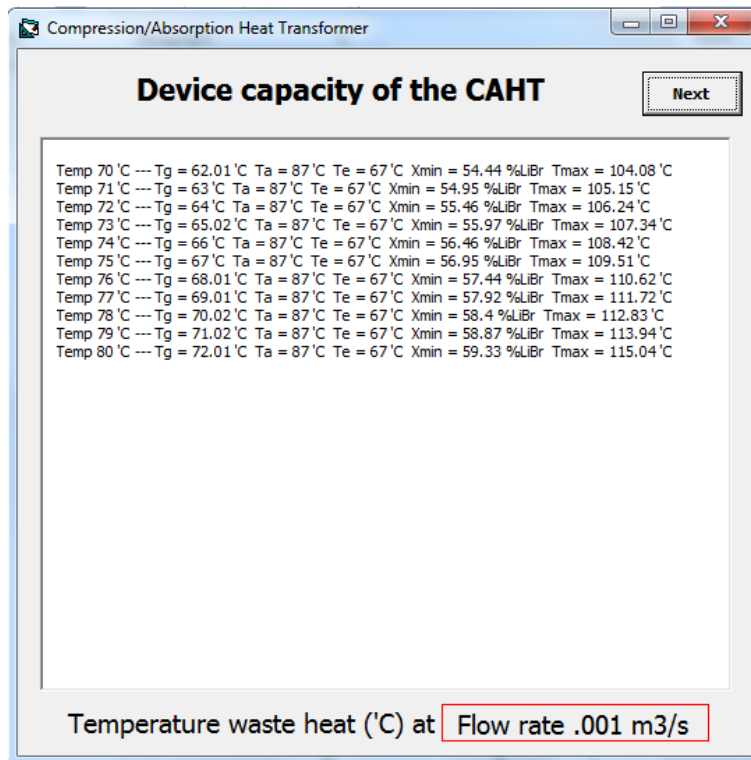 Compression/Absorption Heat Transformer
Device capacity of the CAHT
Next
Temp 70 'C --- Tg = 62.01 'C Ta = 87 'C Te = 67 'C Xmin = 54.44 %LiBr Tmax = 104.08 'C
Temp 71 'C --- Tg = 63 'C Ta = 87 'C Te = 67 'C Xmin = 54.95 %LiBr Tmax = 105.15 'C
Temp 72 'C --- Tg = 64 'C Ta = 87 'C Te = 67 'C Xmin = 55.46 %LiBr Tmax = 106.24 'C
Temp 73 'C --- Tg = 65.02 'C Ta = 87 'C Te = 67 'C Xmin = 55.97 %LiBr Tmax = 107.34 'C
Temp 74 'C --- Tg = 66 'C Ta = 87 'C Te = 67 'C Xmin = 56.46 %LiBr Tmax = 108.42 'C
Temp 75 'C --- Tg = 67 'C Ta = 87 'C Te = 67 'C Xmin = 56.95 %LiBr Tmax = 109.51 'C
Temp 76 'C --- Tg = 68.01 'C Ta = 87 'C Te = 67 'C Xmin = 57.44 %LiBr Tmax = 110.62 'C
Temp 77 'C --- Tg = 69.01 'C Ta = 87 'C Te = 67 'C Xmin = 57.92 %LiBr Tmax = 111.72 'C
Temp 78 'C --- Tg = 70.02 'C Ta = 87 'C Te = 67 'C Xmin = 58.4 %LiBr Tmax = 112.83 'C
Temp 79 'C --- Tg = 71.02 'C Ta = 87 'C Te = 67 'C Xmin = 58.87 %LiBr Tmax = 113.94 'C
Temp 80 'C --- Tg = 72.01 'C Ta = 87 'C Te = 67 'C Xmin = 59.33 %LiBr Tmax = 115.04 'C
Temperature waste heat ('C) at Flow rate .001 m3/s